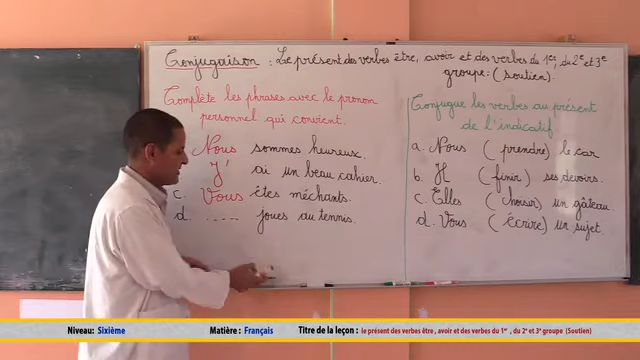 Conjugaison : Le présent des verbes être, avoir et des verbes du 1er, du 2e et 3e
groupe: (soutien).
Complète les phrases avec le pronom
personnel qui convient.
Nous sommes heureux.
J' ai un beau cahier.
c. Vous êtes méchants.
d ..... joues au tennis.
Conjugue les verbes au présent
de l'indicatif.
a. Nous (prendre) le car
b. Il (finir) ses devoirs.
c. Elles (choisir) un gâteau.
d. Vous (écrire) un sujet.
Niveau: Sixième Matière : Français Titre de la leçon : le présent des verbes être , avoir et des verbes du 1er , du 2e et 3e groupe (Soutien)